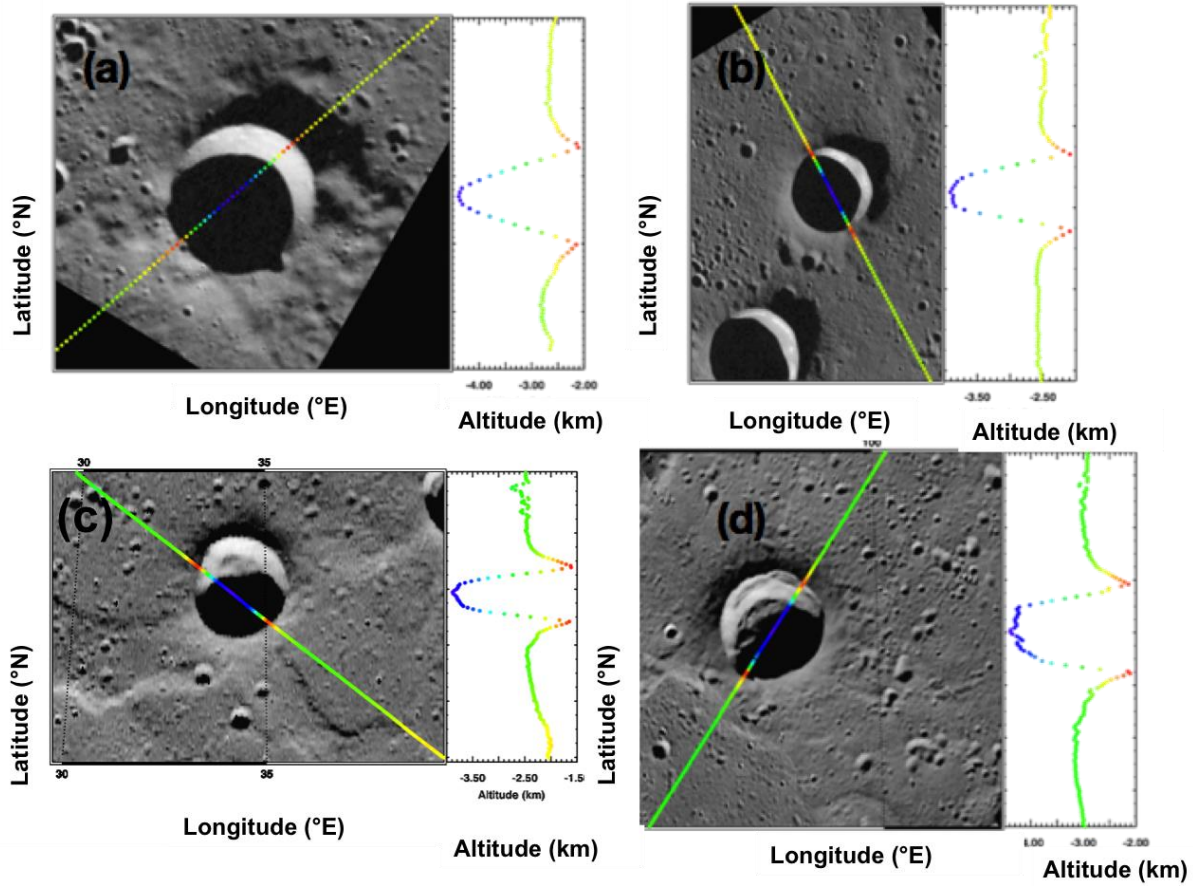 (a)
Latitude (°N)
-4.00 -3.00 -2.00
Longitude (°E)
Altitude (km)
(b)
Latitude (°N)
-3.50 -2.50
Longitude (°E)
Altitude (km)
30 35
(c)
Latitude (°N)
30 35
-3.50 -2.50 -1.5
Altitude (km)
Longitude (°E)
Altitude (km)
100
(d)
Latitude (°N)
-3.00 -2.00
Longitude (°E)
Altitude (km)